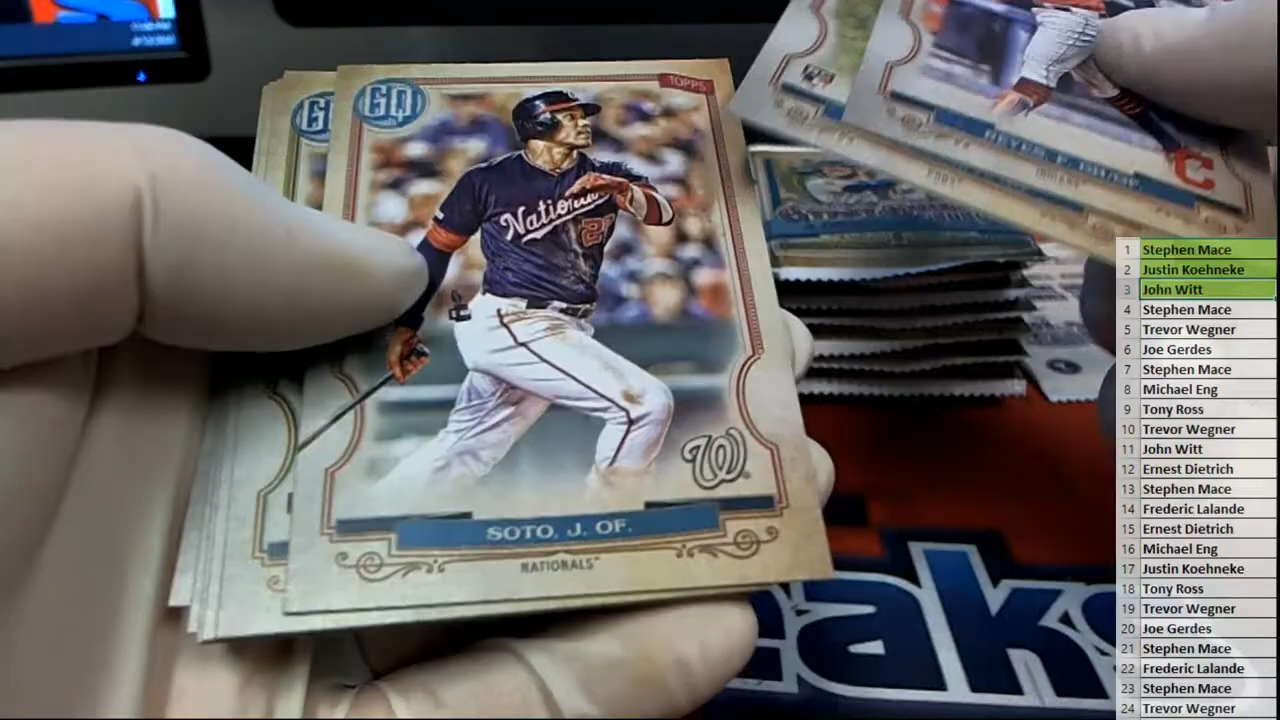 GQ
TOPPS
Nationals
SOTO, J. OF.
NATIONALS
W
C
eaks
1 Stephen Mace
2 Justin Koehneke
3 John Witt
4 Stephen Mace
5 Trevor Wegner
6 Joe Gerdes
7 Stephen Mace
8 Michael Eng
9 Tony Ross
10 Trevor Wegner
11 John Witt
12 Ernest Dietrich
13 Stephen Mace
14 Frederic Lalande
15 Ernest Dietrich
16 Michael Eng
17 Justin Koehneke
18 Tony Ross
19 Trevor Wegner
20 Joe Gerdes
21 Stephen Mace
22 Frederic Lalande
23 Stephen Mace
24 Trevor Wegner